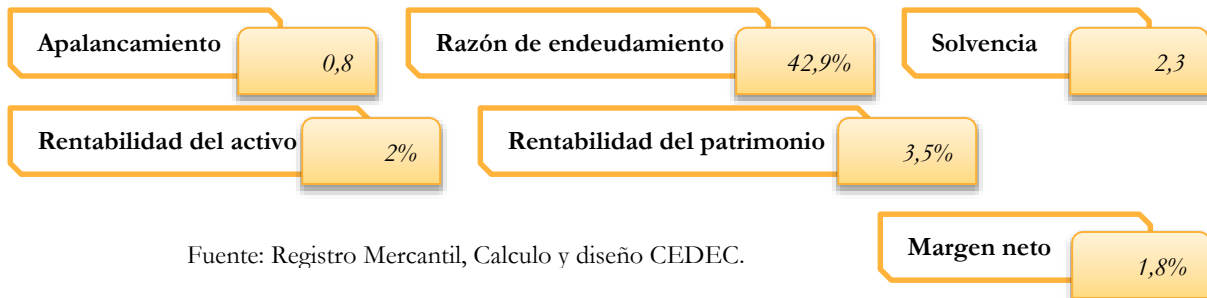 Apalancamiento
0,8
Razón de endeudamiento
42,9%
Solvencia
2,3
Rentabilidad del activo
2%
Rentabilidad del patrimonio
3,5%
Fuente: Registro Mercantil, Calculo y diseño CEDEC.
Margen neto
1,8%